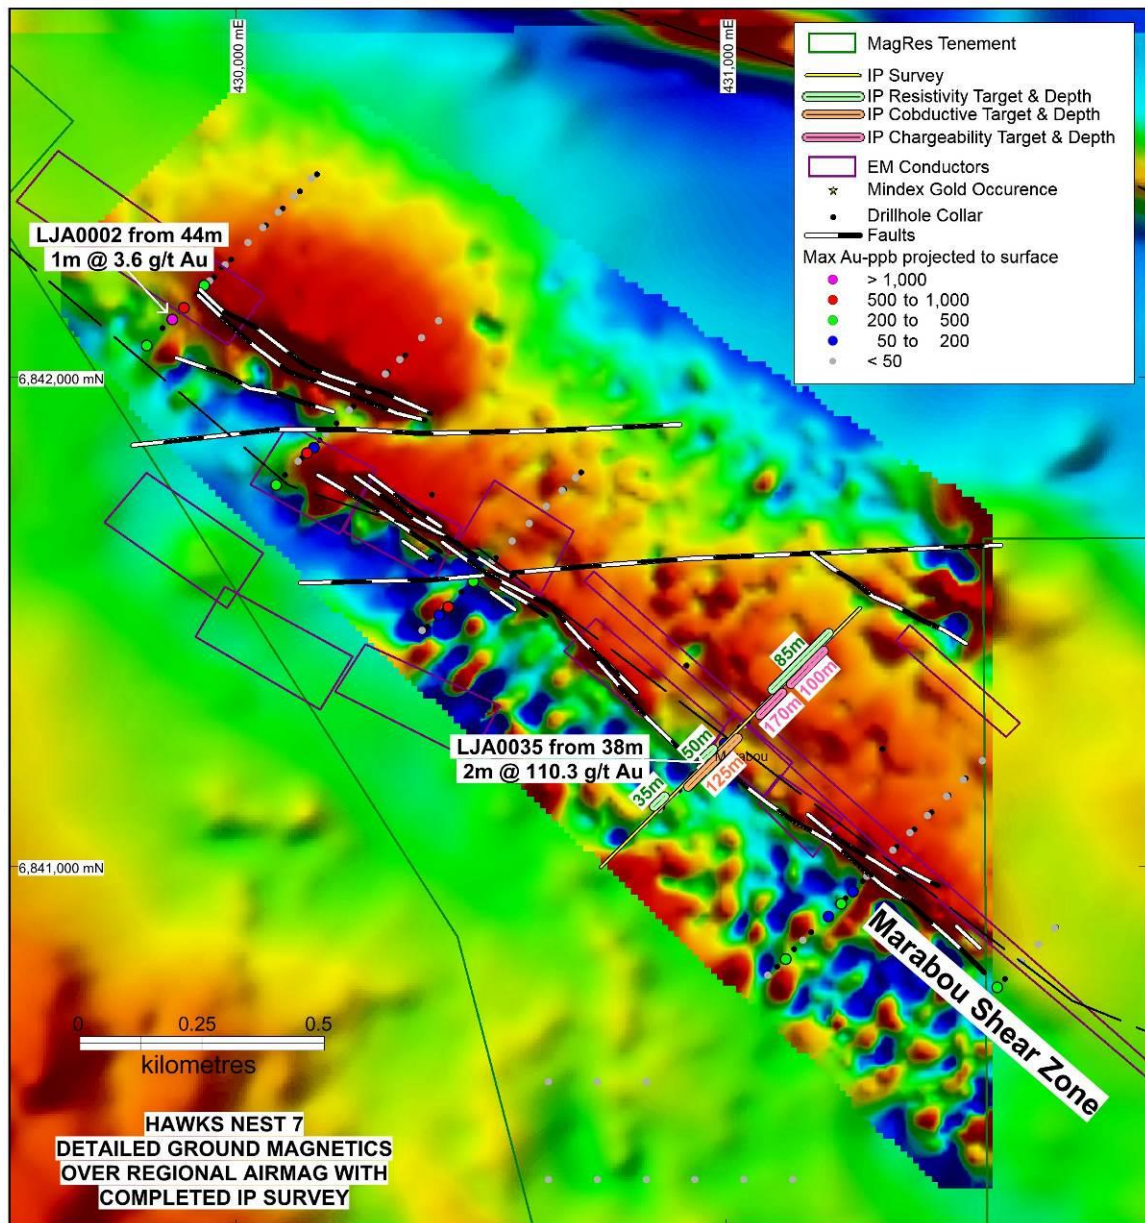 430,000 mE
431,000 mE
MagRes Tenement
IP Survey
IP Resistivity Target & Depth
IP Cobductive Target & Depth
IP Chargeability Target & Depth
EM Conductors
Mindex Gold Occurence
Drillhole Collar
Faults
Max Au-ppb projected to surface
> 1,000
500 to 1,000
200 to 500
50 to 200
< 50
LJA0002 from 44m
1m @ 3.6 g/t Au
6,842,000 mN
85m
100m
170m
50m
LJA0035 from 38m
2m @ 110.3 g/t Au
Marabou
125m
35m
6,841,000 mN
Marabou Shear Zone
0 0.25 0.5
kilometres
HAWKS NEST 7
DETAILED GROUND MAGNETICS
OVER REGIONAL AIRMAG WITH
COMPLETED IP SURVEY